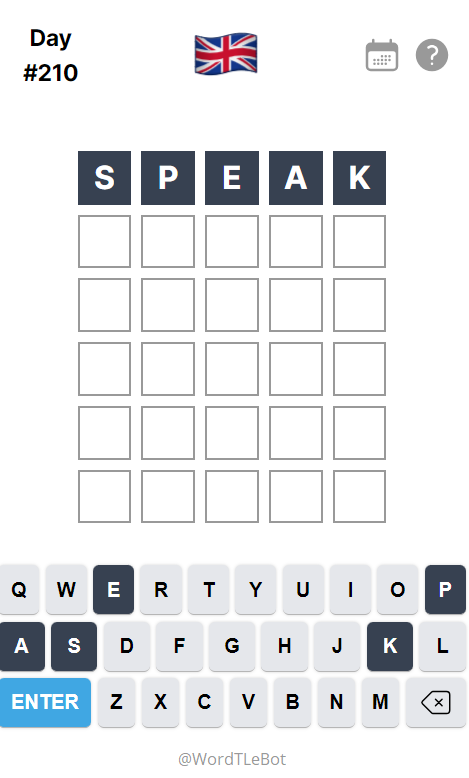 Day
#210
?
S P E A K
Q W E R T Y U I O P
A S D F G H J K L
ENTER Z X C V B N M
@WordTLeBot